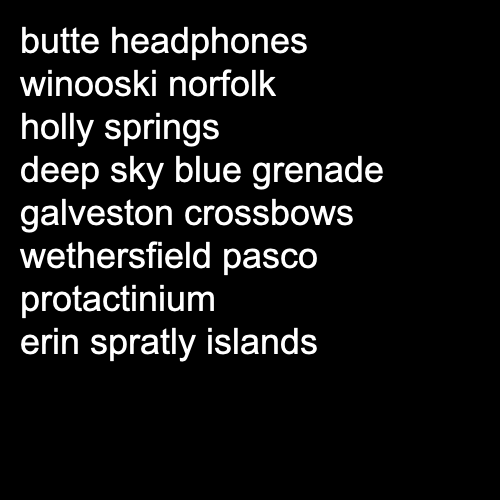 butte headphones
winooski norfolk
holly springs
deep sky blue grenade
galveston crossbows
wethersfield pasco
protactinium
erin spratly islands